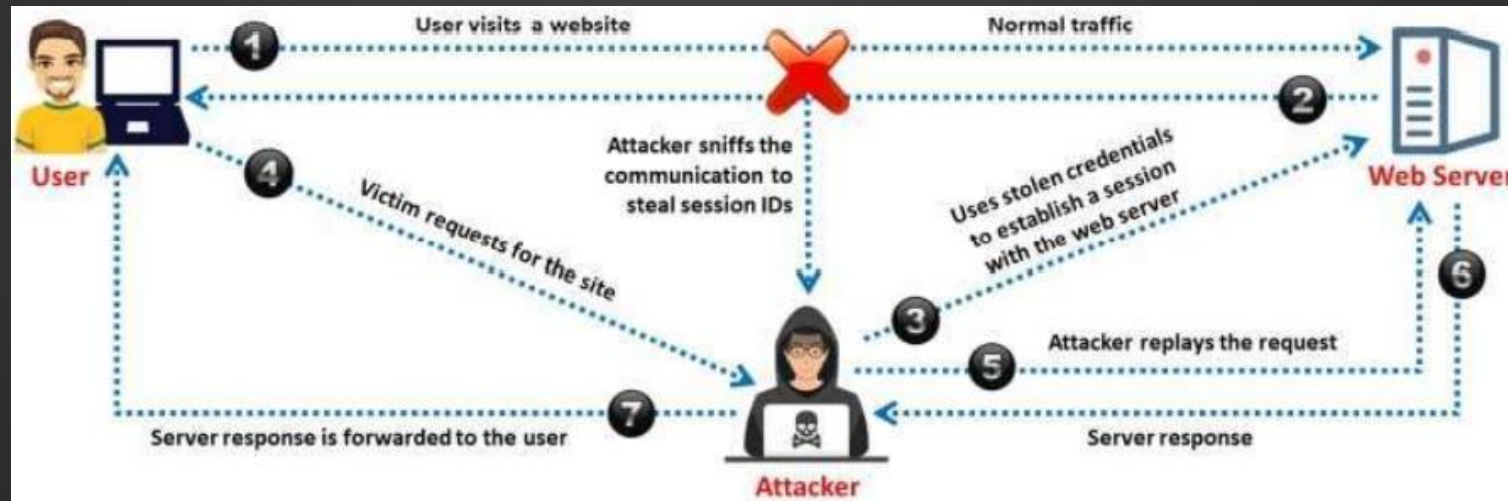 1
User visits a website
Normal traffic
2
User
4
Attacker sniffs the
communication to
steal session IDs
Uses stolen credentials
to establish a session
with the web server
Web Server
Victim requests for the site
6
3
Attacker replays the request
5
7
Server response is forwarded to the user
Server response
Attacker